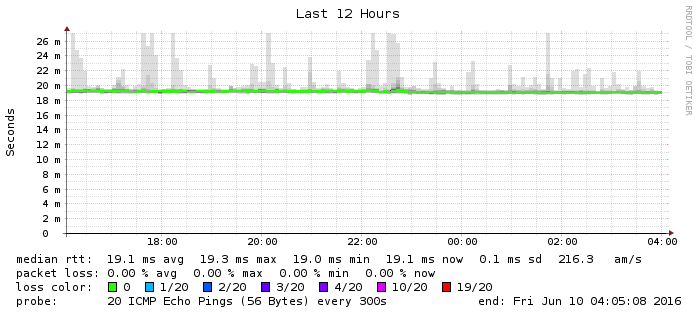 Last 12 Hours
RRDTOOL / TOBI OETIKER
Seconds
26 m
24 m
22 m
20 m
18 m
16 m
14 m
12 m
10 m
8 m
6 m
4 m
2 m
0
18:00 20:00 22:00 00:00 02:00 04:00
median rtt: 19.1 ms avg 19.3 ms max 19.0 ms min 19.1 ms now 0.1 ms sd 216.3 am/s
packet loss: 0.00 % avg 0.00 % max 0.00 % min 0.00 % now
loss color: 0 1/20 2/20 3/20 4/20 10/20 19/20
probe: 20 ICMP Echo Pings (56 Bytes) every 300s end: Fri Jun 10 04:05:08 2016